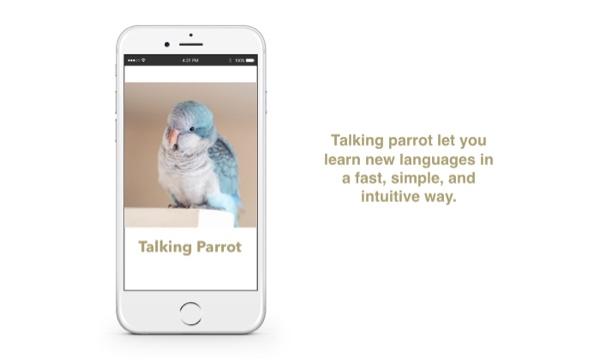 4:21 PM
100%
Talking Parrot
Talking parrot let you
learn new languages in
a fast, simple, and
intuitive way.